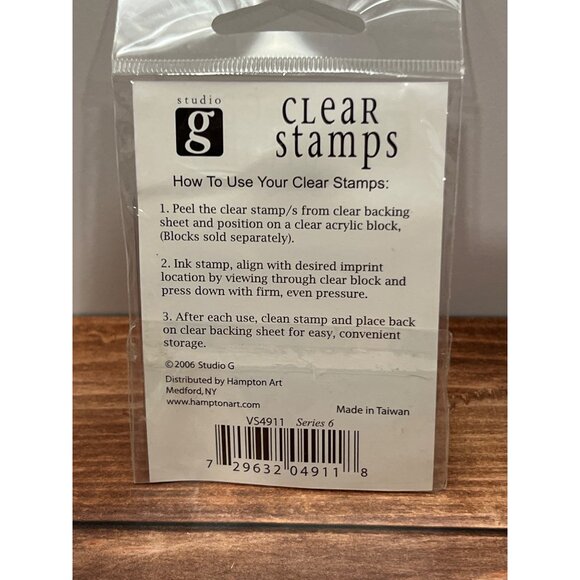 studio
g
CLEAR
stamps
How To Use Your Clear Stamps:
1. Peel the clear stamp/s from clear backing
sheet and position on a clear acrylic block,
(Blocks sold separately).
2. Ink stamp, align with desired imprint
location by viewing through clear block and
press down with firm, even pressure.
3. After each use, clean stamp and place back
on clear backing sheet for easy, convenient
storage.
©2006 Studio G
Distributed by Hampton Art
Medford, NY
www.hamptonart.com
Made in Taiwan
VS4911 Series 6
7 29632 04911 8